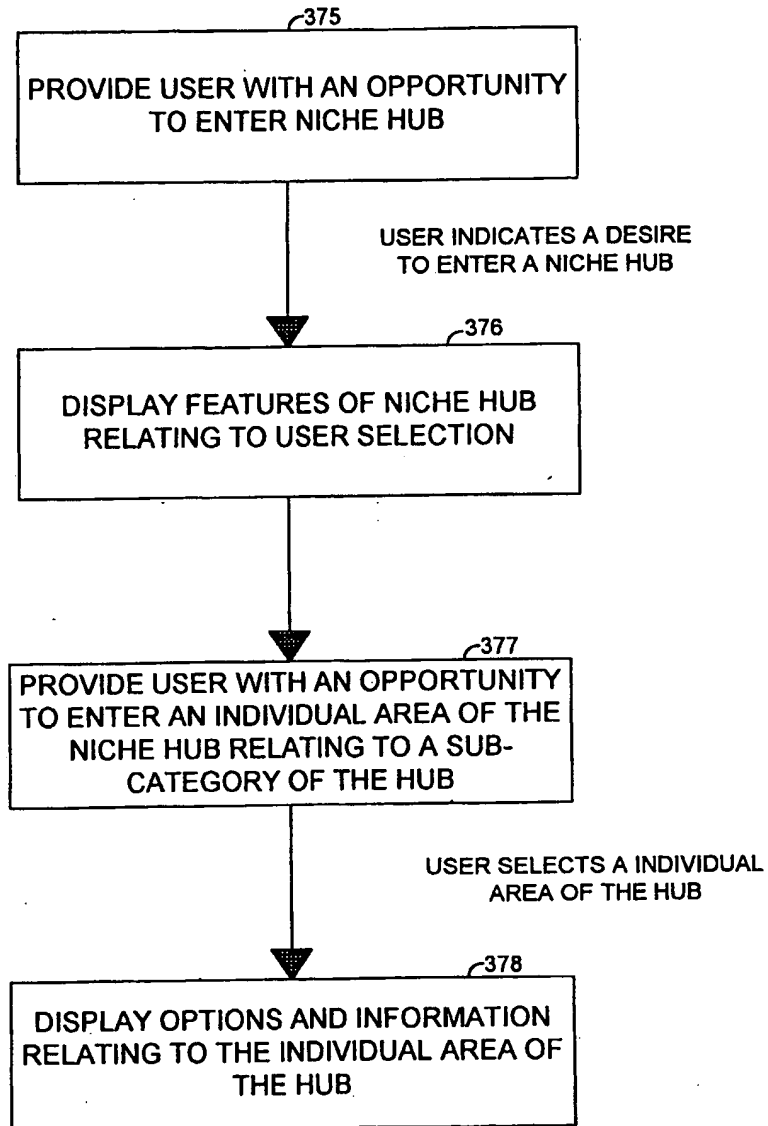 375
PROVIDE USER WITH AN OPPORTUNITY
TO ENTER NICHE HUB
USER INDICATES A DESIRE
TO ENTER A NICHE HUB
376
DISPLAY FEATURES OF NICHE HUB
RELATING TO USER SELECTION
377
PROVIDE USER WITH AN OPPORTUNITY
TO ENTER AN INDIVIDUAL AREA OF THE
NICHE HUB RELATING TO A SUB-
CATEGORY OF THE HUB
USER SELECTS A INDIVIDUAL
AREA OF THE HUB
378
DISPLAY OPTIONS AND INFORMATION
RELATING TO THE INDIVIDUAL AREA OF
THE HUB